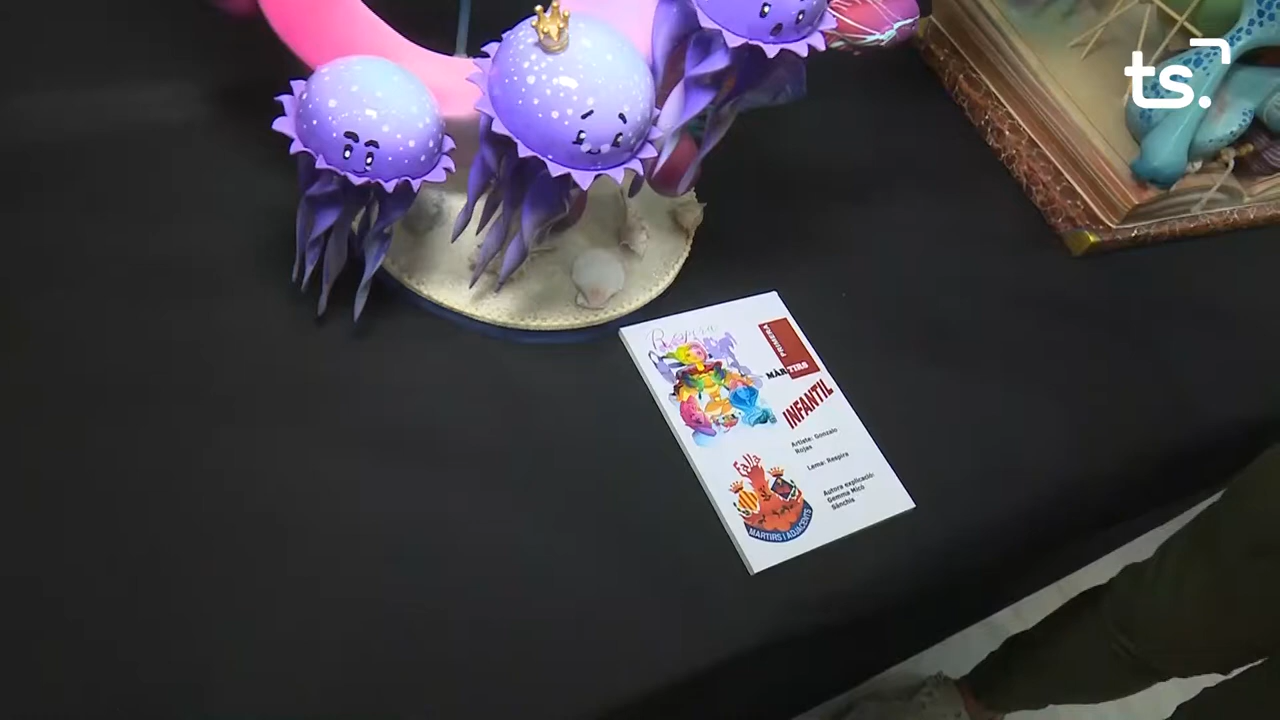 ts.
Respira
PRIMERA
MÀRTIRS
INFANTIL
Artista: Gonzalo
Rojas
Lema: Respira
Autora explicació:
Gemma Micó
Sànchis
Falla
MÀRTIRS I ADJACENTS